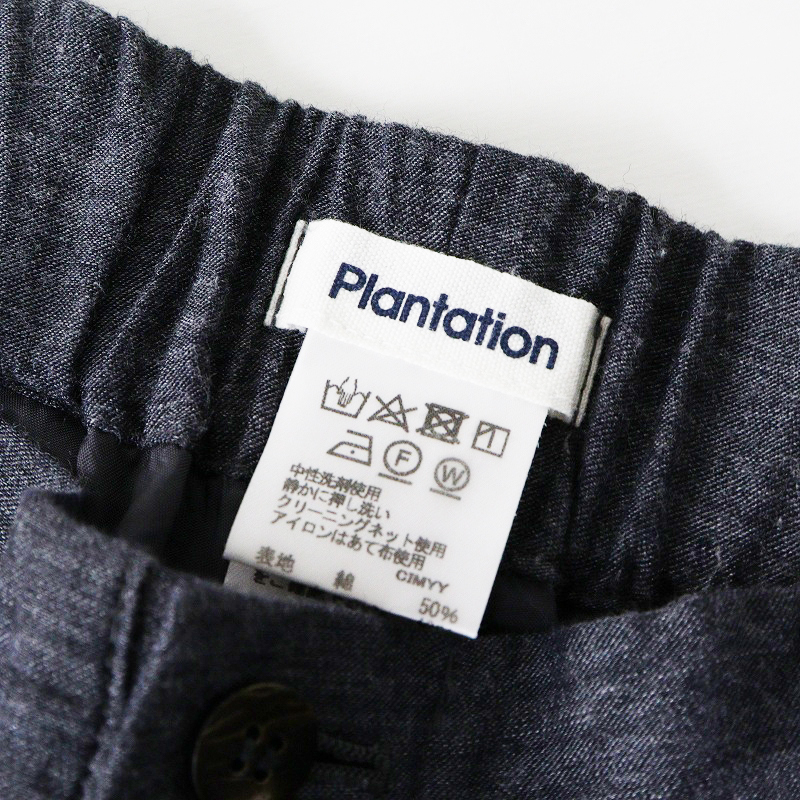 Plantation
F W
中性洗剤使用
静かに押し洗い
クリーニングネット使用
アイロンはあて布使用
CIMYY
表地 綿 50%